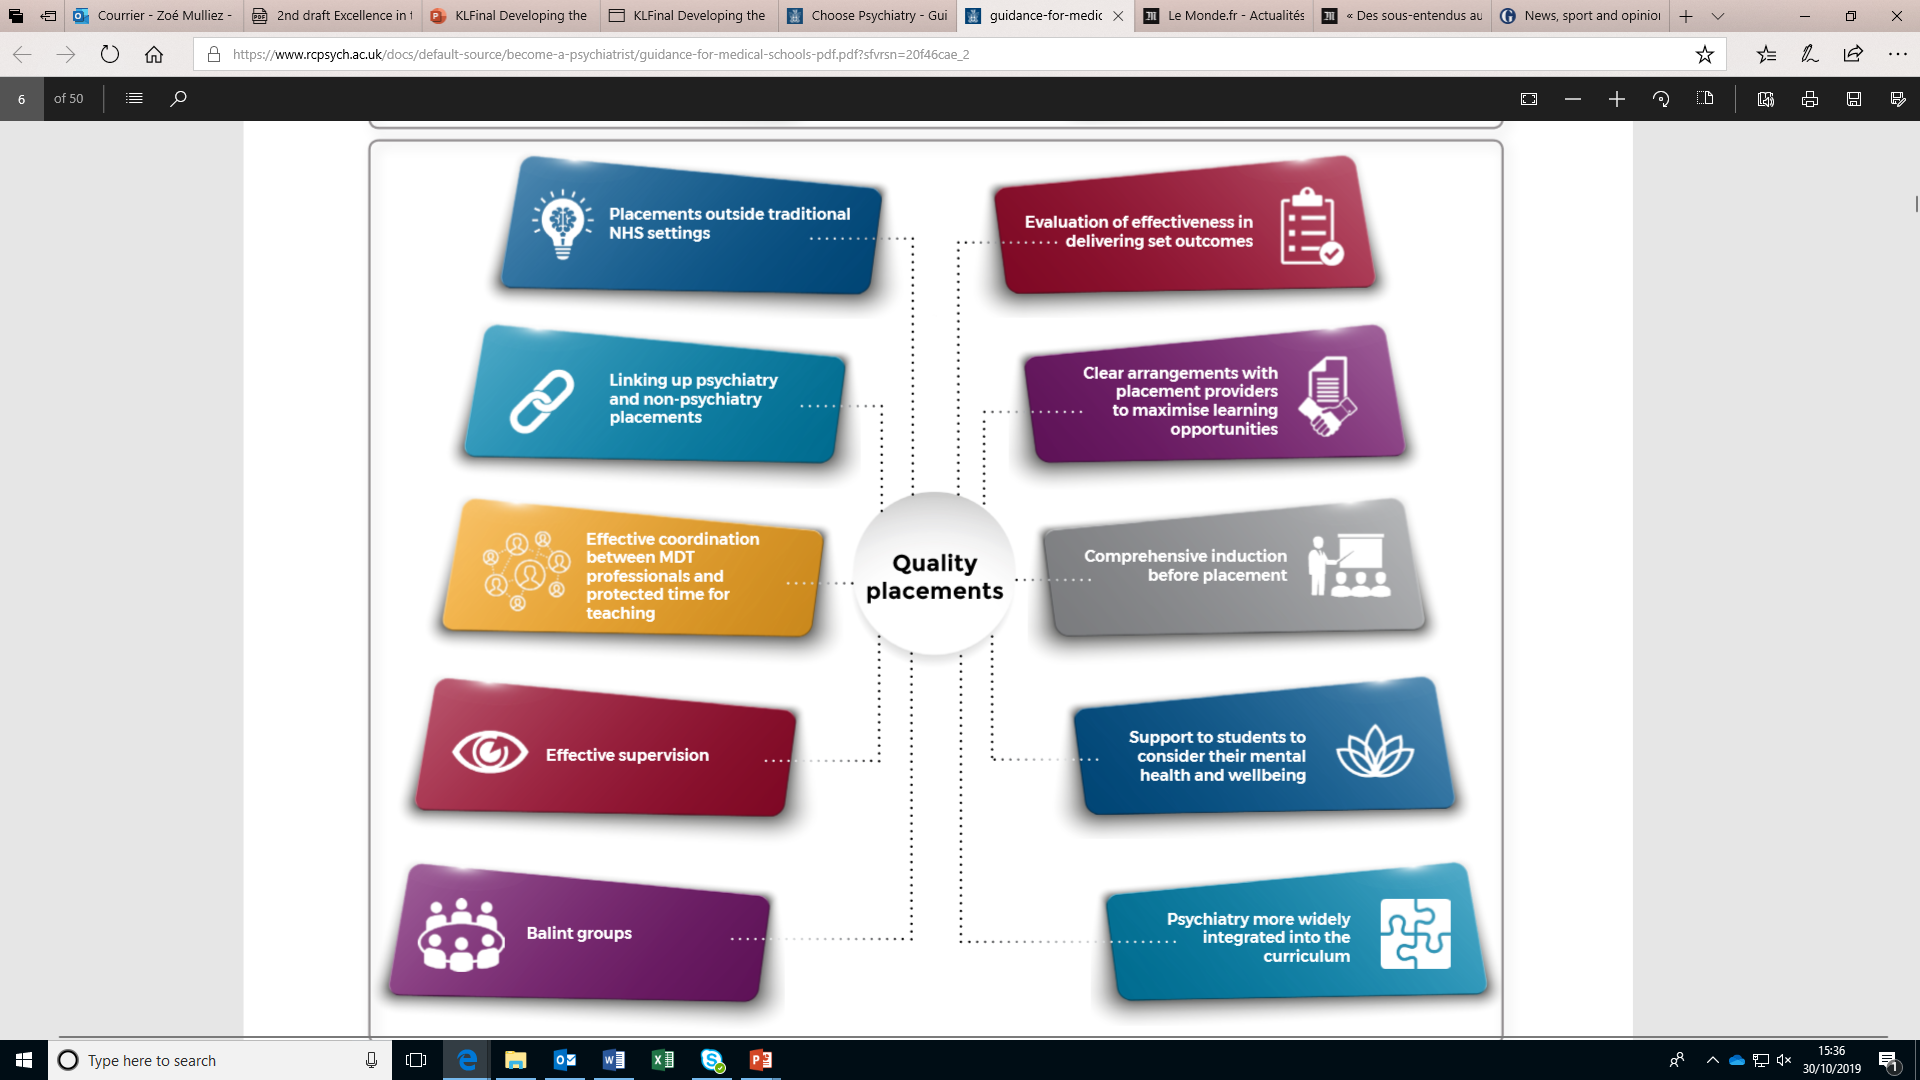 Courrier - Zoé Mulliez -
2nd draft Excellence in t
KLFinal Developing the
KLFinal Developing the
Choose Psychiatry - Gui
guidance-for-medic
Le Monde.fr - Actualités
« Des sous-entendus au
News, sport and opinion
https://www.rcpsych.ac.uk/docs/default-source/become-a-psychiatrist/guidance-for-medical-schools-pdf.pdf?sfvrsn=20f46cae_2
6 of 50
Placements outside traditional
NHS settings
Linking up psychiatry
and non-psychiatry
placements
Effective coordination
between MDT
professionals and
protected time for
teaching
Effective supervision
Balint groups
Quality
placements
Evaluation of effectiveness in
delivering set outcomes
Clear arrangements with
placement providers
to maximise learning
opportunities
Comprehensive induction
before placement
Support to students to
consider their mental
health and wellbeing
Psychiatry more widely
integrated into the
curriculum
Type here to search
15:36
30/10/2019
1